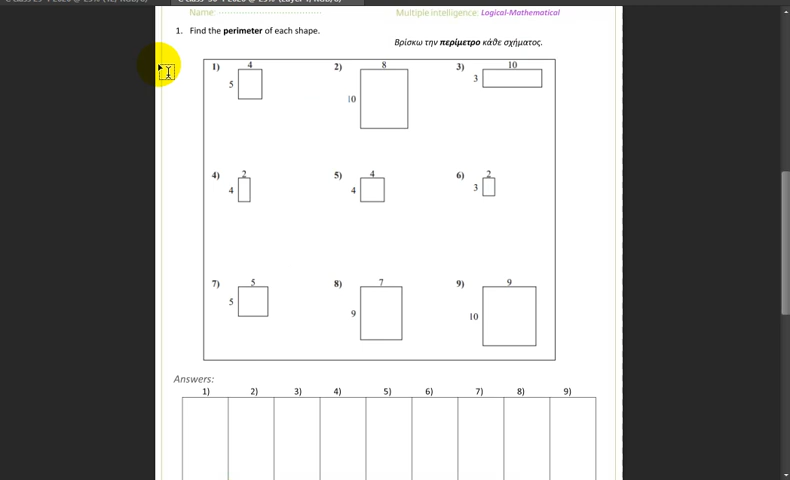 Name:
Multiple intelligence: Logical-Mathematical
1. Find the perimeter of each shape.
Βρίσκω την περίμετρο κάθε σχήματος.
1) 4 5
2) 8 10
3) 10 3
4) 2 4
5) 4 4
6) 2 3
7) 5 5
8) 7 9
9) 9 10
Answers:
1) 2) 3) 4) 5) 6) 7) 8) 9)